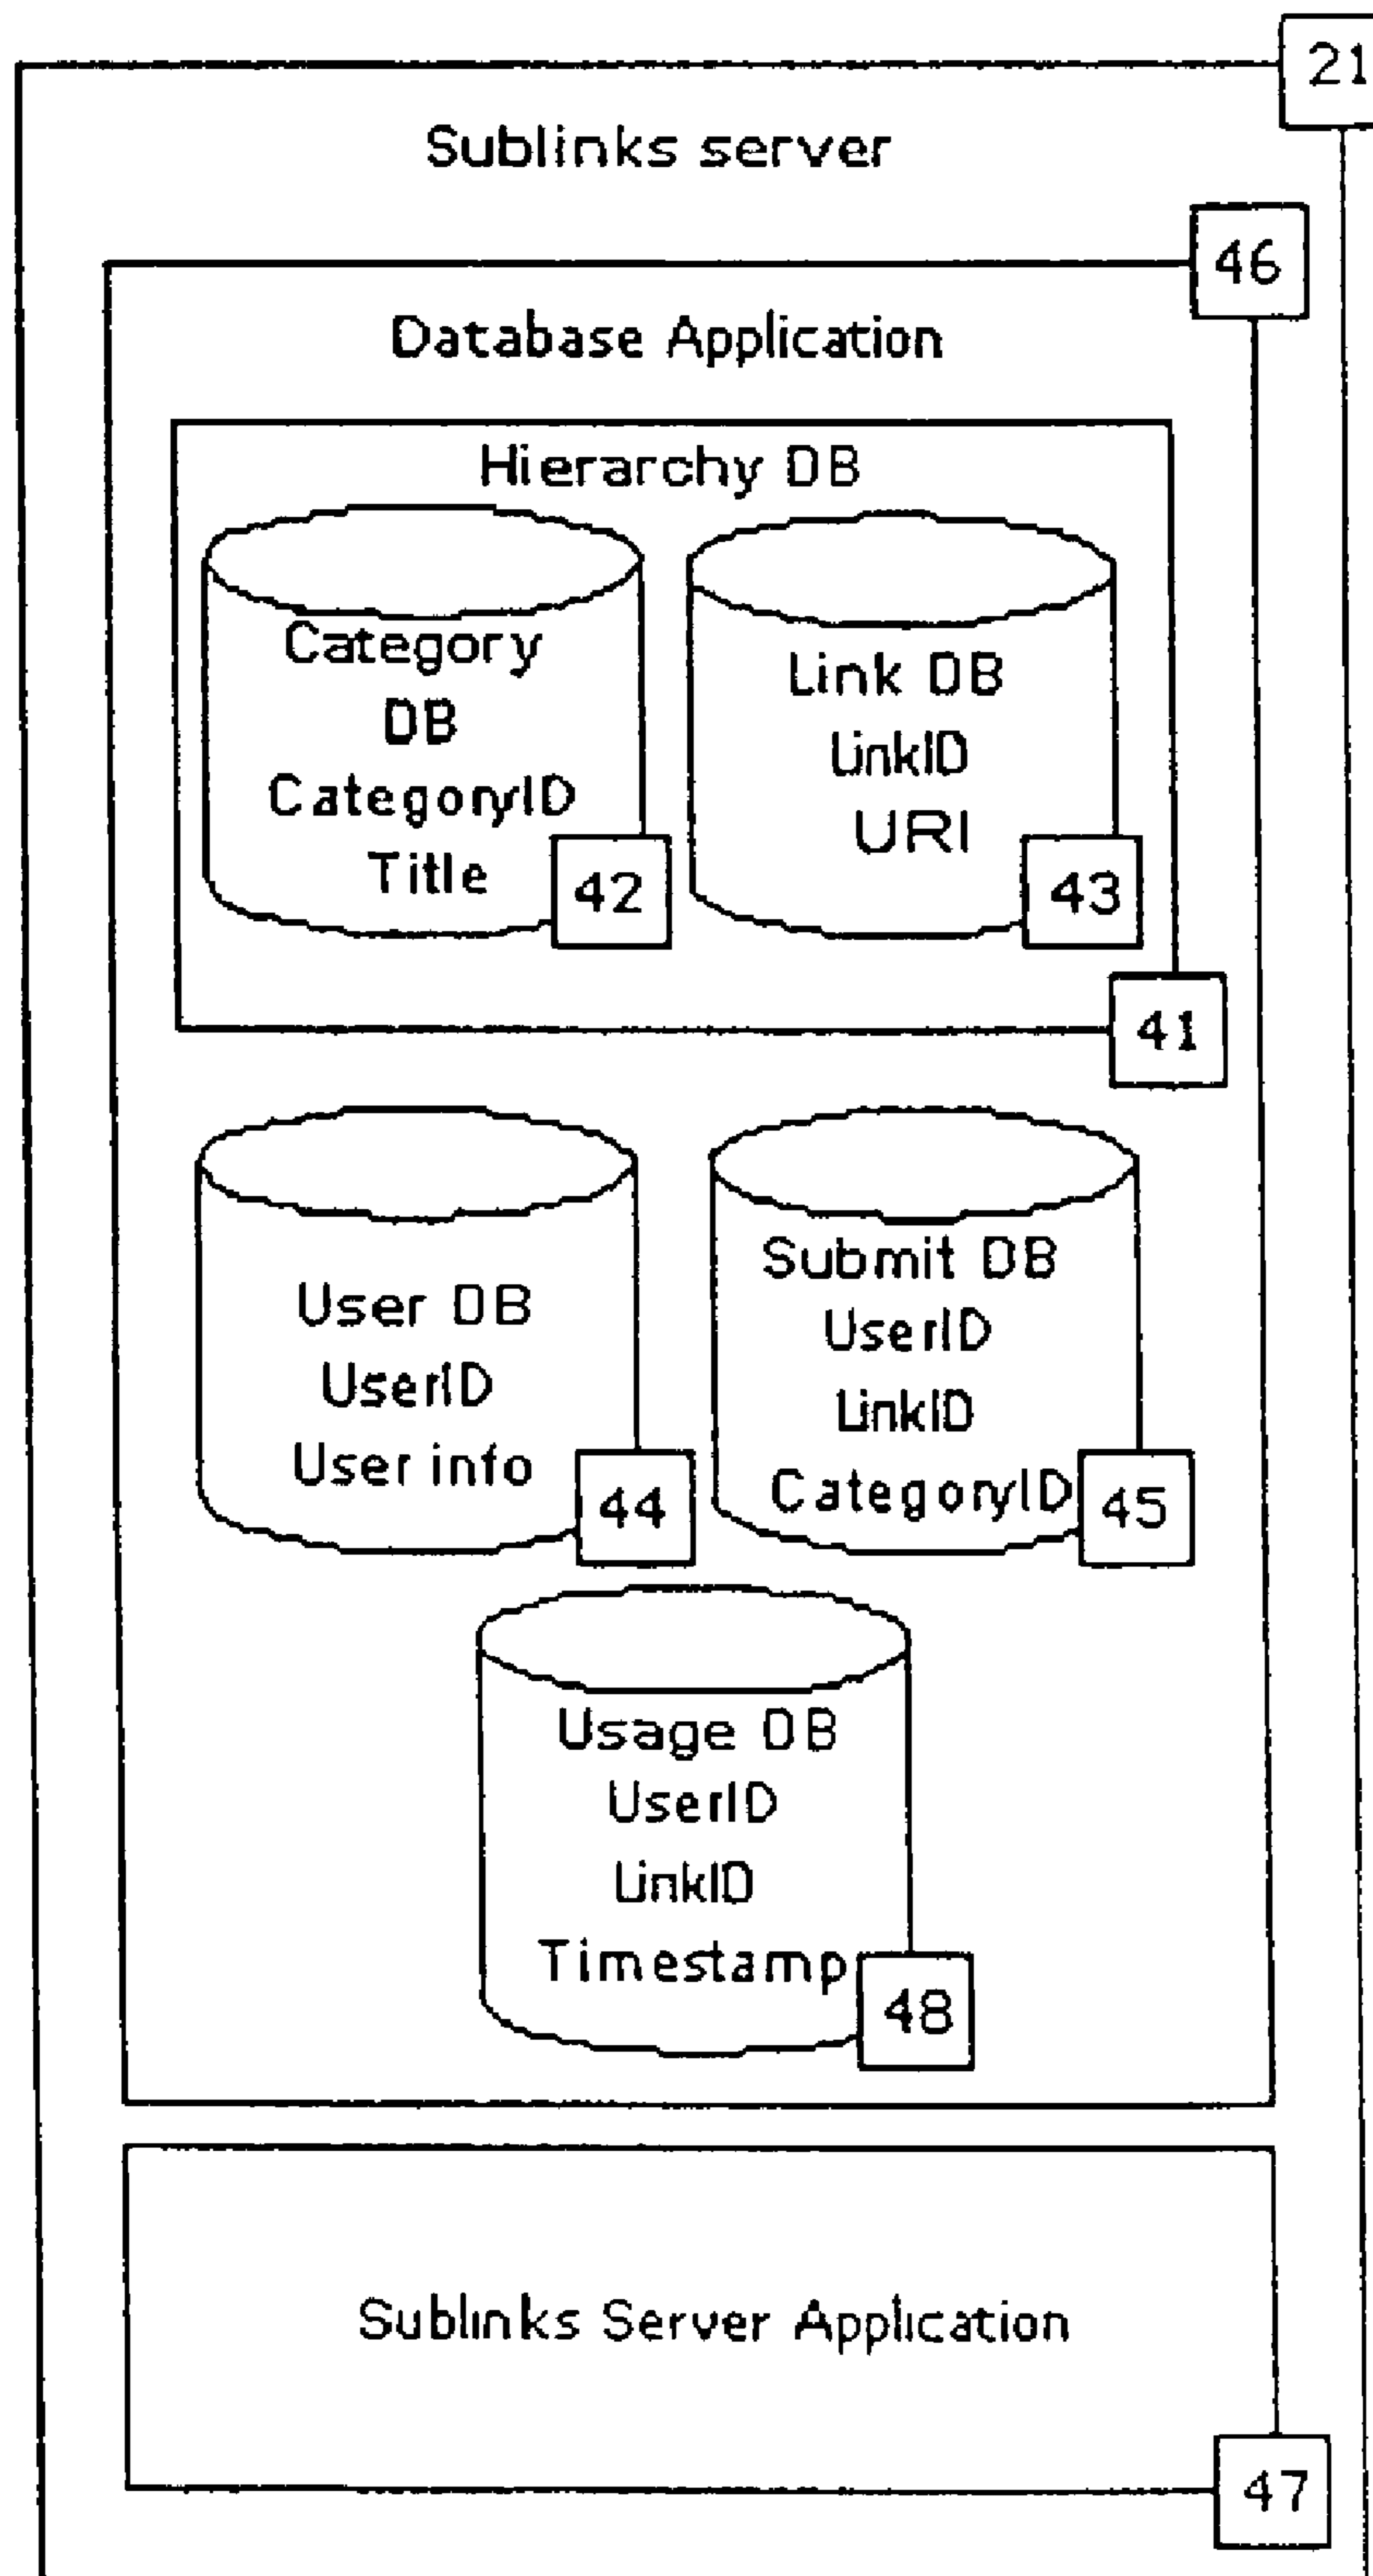 21
Sublinks server
46
Database Application
Hierarchy DB
Category
DB
CategoryID
Title
42
Link DB
LinkID
URI
43
41
User DB
UserID
User info
44
Submit DB
UserID
LinkID
CategoryID
45
Usage DB
UserID
LinkID
Timestamp
48
Sublinks Server Application
47